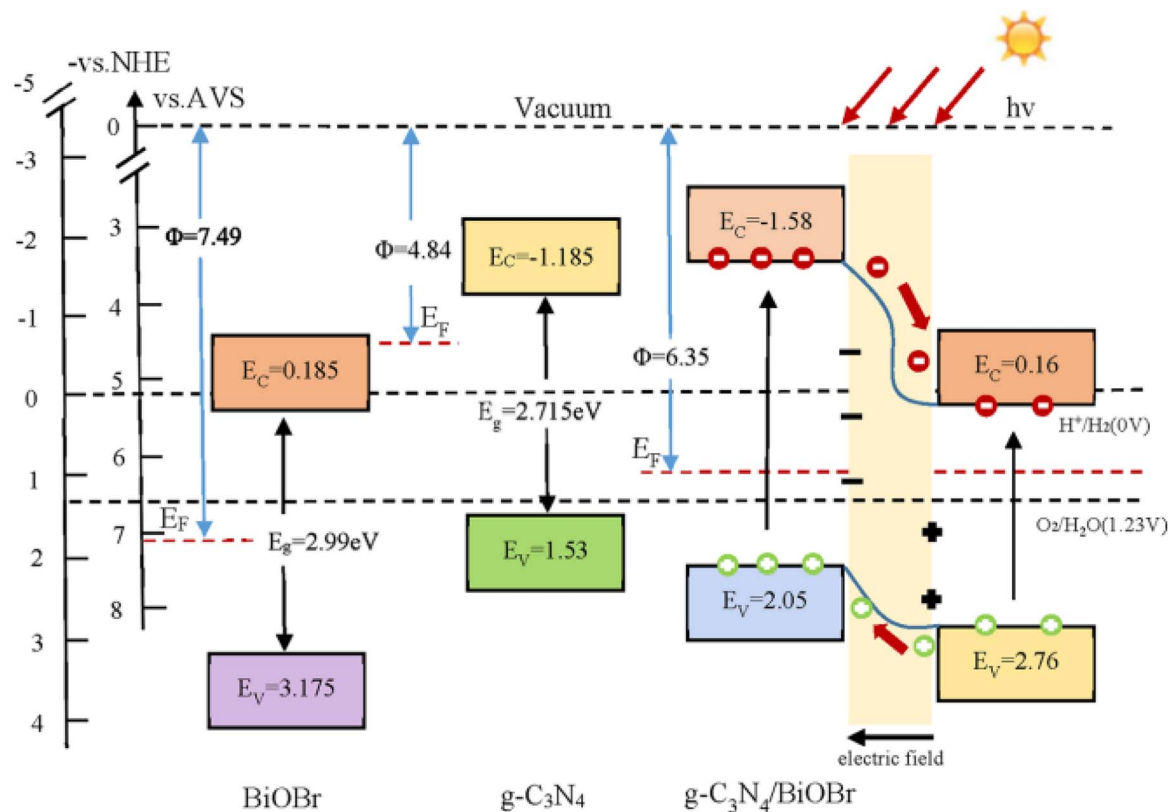 -vs.NHE
vs.AVS
Vacuum
hv
-5
-3
-2
-1
0
1
2
3
4
0
3
4
5
6
7
8
Φ=7.49
Φ=4.84
E_F
E_C=0.185
E_g=2.99eV
E_F
E_V=3.175
E_C=-1.185
E_g=2.715eV
E_V=1.53
Φ=6.35
E_F
E_C=-1.58
E_V=2.05
E_C=0.16
H⁺/H₂(0V)
O₂/H₂O(1.23V)
E_V=2.76
electric field
BiOBr
g-C₃N₄
g-C₃N₄/BiOBr